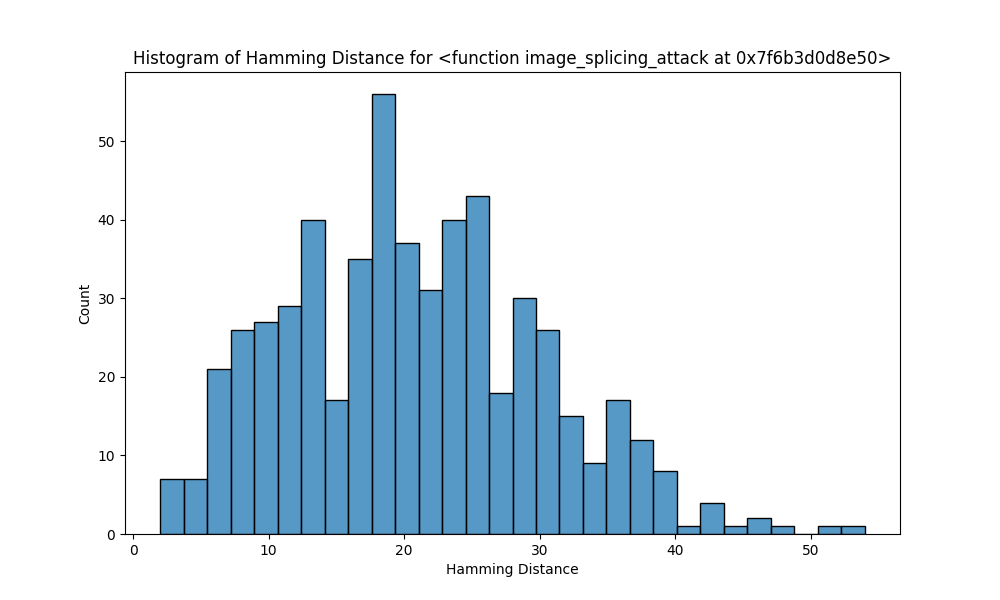 Histogram of Hamming Distance for <function image_splicing_attack at 0x7f6b3d0d8e50>
Count
50
40
30
20
10
0
0 10 20 30 40 50
Hamming Distance